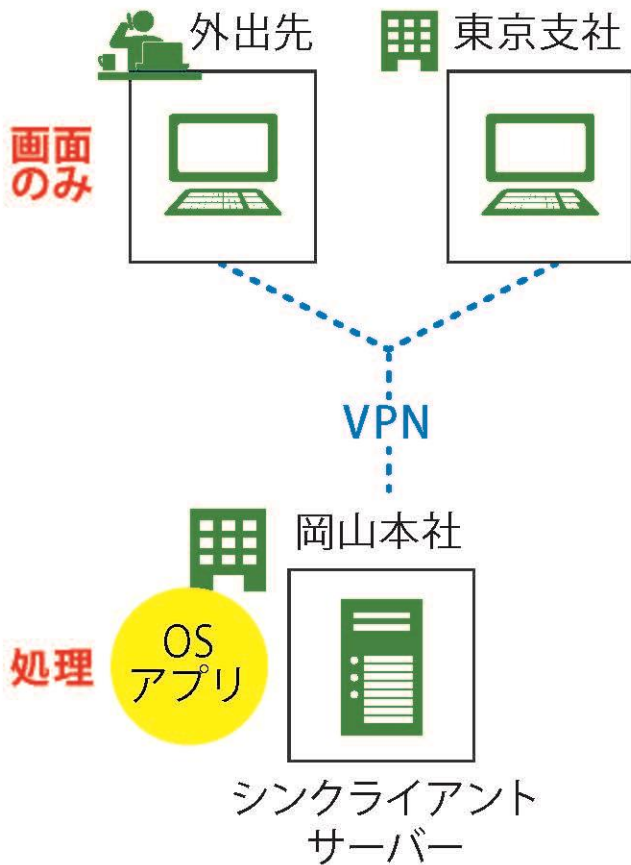 外出先
東京支社
画面
のみ
VPN
岡山本社
処理
OS
アプリ
シンクライアント
サーバー